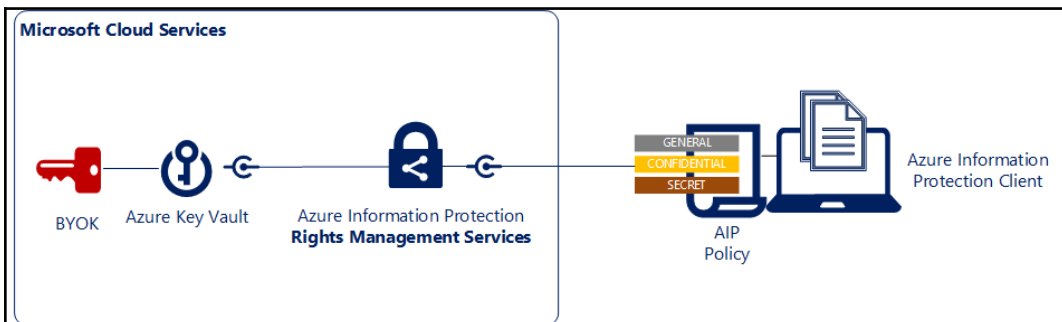 Microsoft Cloud Services
BYOK
Azure Key Vault
Azure Information Protection
Rights Management Services
GENERAL
CONFIDENTIAL
SECRET
AIP
Policy
Azure Information
Protection Client